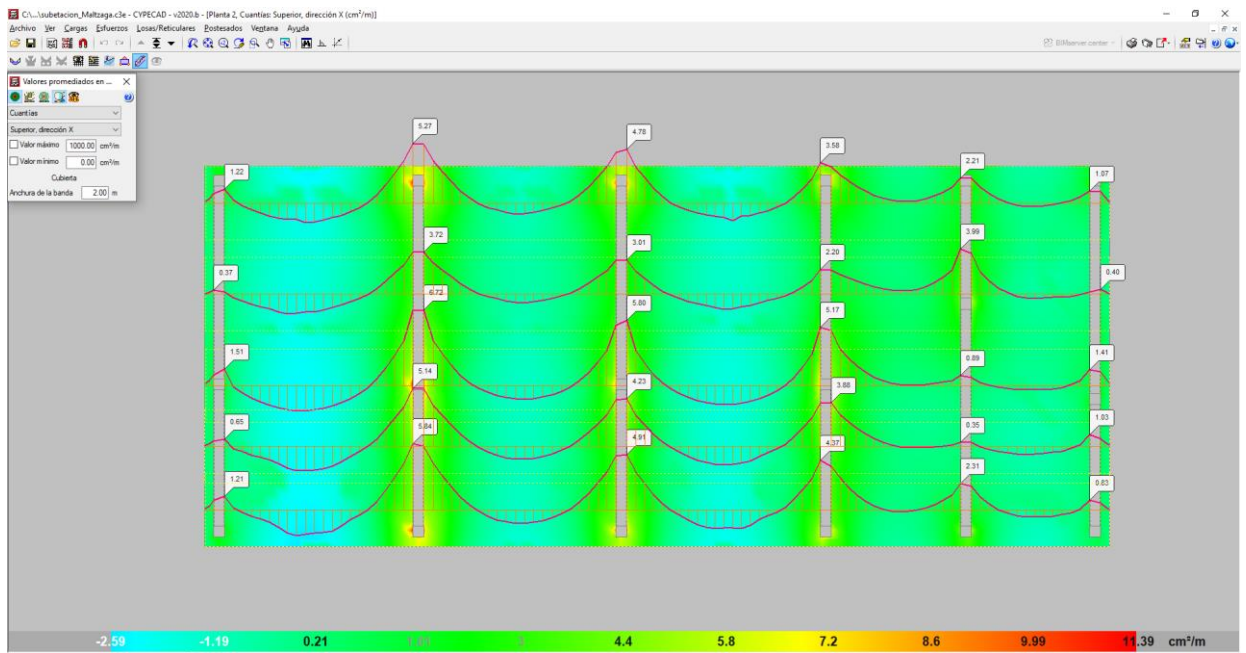 C:\...\subetacion_Maltzaga.c3e - CYPECAD - v2020.b - [Planta 2, Cuantías: Superior, dirección X (cm²/m)]
Archivo Ver Cargas Esfuerzos Losas/Reticulares Postesados Ventana Ayuda
BIMserver.center
Valores promediados en ...
Cuantías
Superior, dirección X
Valor máximo 1000.00 cm²/m
Valor mínimo 0.00 cm²/m
Cubierta
Anchura de la banda 2.00 m
5.27 4.78 3.58 2.21
1.22 1.07
3.72 3.01 2.20 3.99
0.37 0.40
6.72 5.80 5.17
1.51 0.89 1.41
5.14 4.23 3.88
0.65 0.35 1.03
5.84 4.91 4.37
1.21 2.31 0.83
-2.59 -1.19 0.21 4.4 5.8 7.2 8.6 9.99 11.39 cm²/m